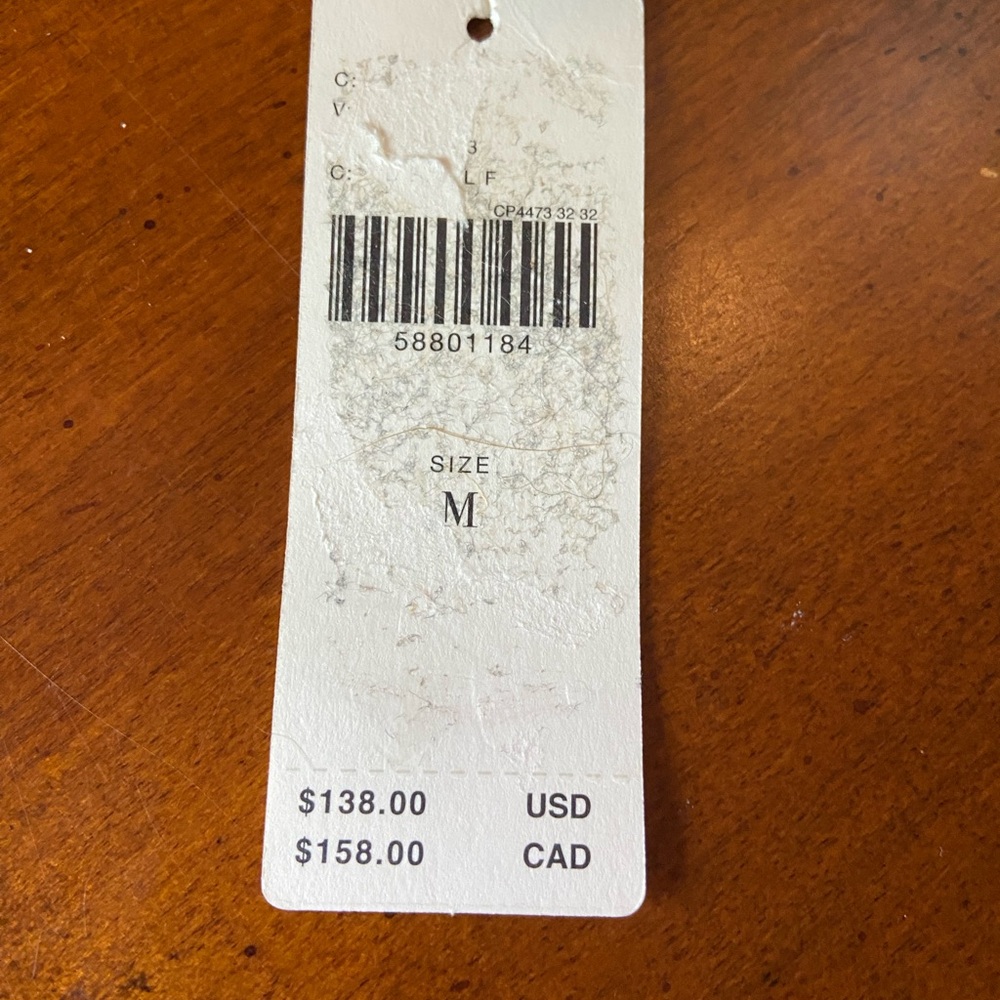 C:
V
3
C: L F
CP4473 32 32
58801184
SIZE
M
$138.00 USD
$158.00 CAD